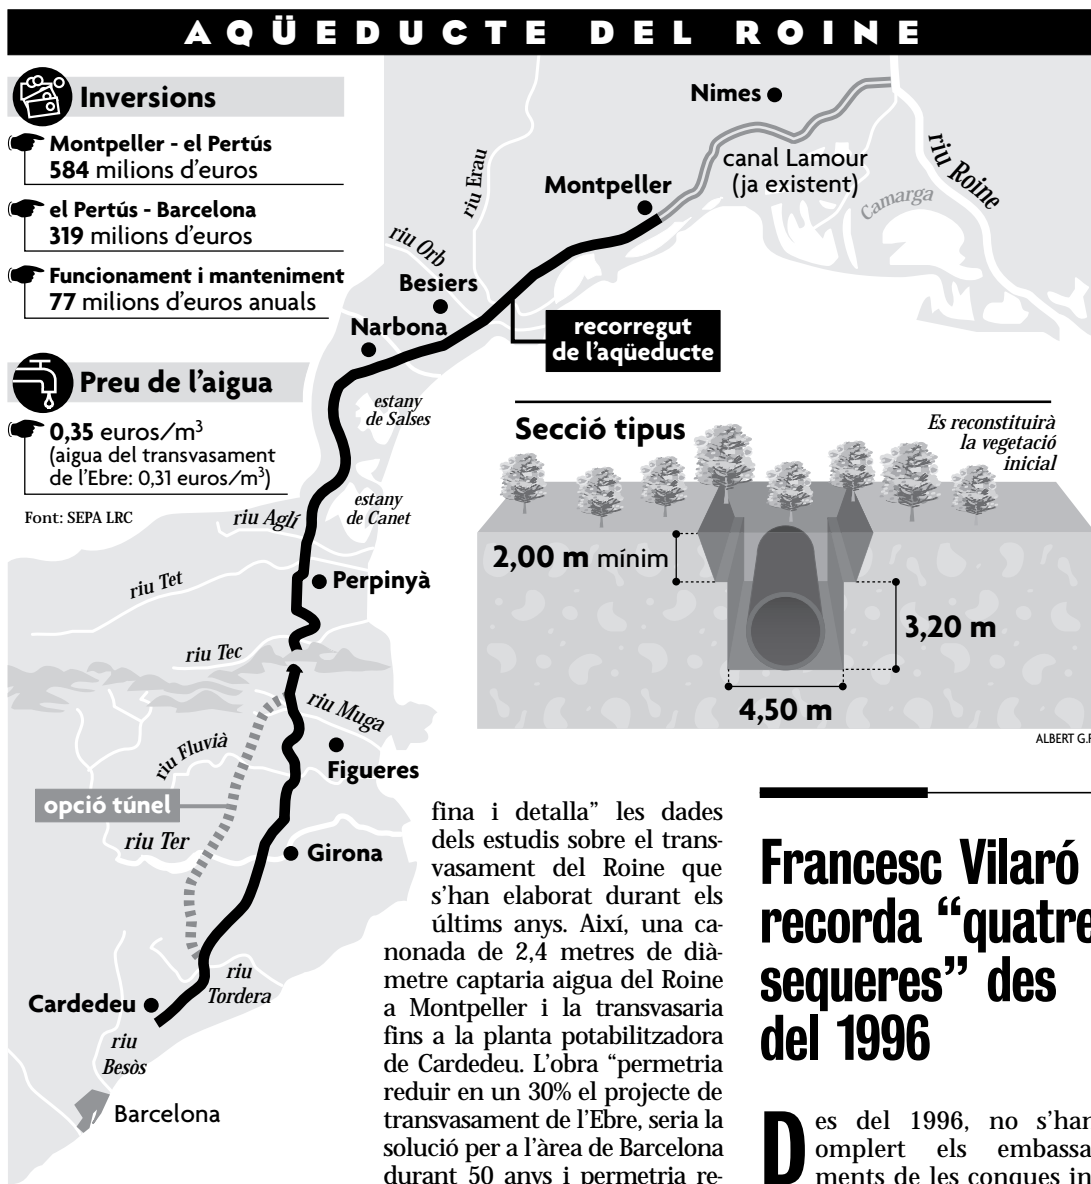 AQÜEDUCTE DEL ROINE
Inversions
Montpeller - el Pertús
584 milions d'euros
el Pertús - Barcelona
319 milions d'euros
Funcionament i manteniment
77 milions d'euros anuals
Preu de l'aigua
0,35 euros/m³
(aigua del transvasament
de l'Ebre: 0,31 euros/m³)
Font: SEPA LRC
Nimes
canal Lamour
(ja existent)
riu Roine
Camarga
Montpeller
riu Erau
riu Orb
Besiers
Narbona
recorregut
de l'aqüeducte
estany
de Salses
estany
de Canet
riu Aglí
Perpinyà
riu Tet
riu Tec
riu Muga
riu Fluvià
Figueres
opció túnel
riu Ter
Girona
riu
Tordera
Cardedeu
riu
Besòs
Barcelona
Secció tipus
Es reconstituirà
la vegetació
inicial
2,00 m mínim
3,20 m
4,50 m
ALBERT G.F
fina i detalla” les dades
dels estudis sobre el trans-
vasament del Roine que
s'han elaborat durant els
últims anys. Així, una ca-
nonada de 2,4 metres de dià-
metre captaria aigua del Roine
a Montpeller i la transvasaria
fins a la planta potabilitzadora
de Cardedeu. L'obra “permetria
reduir en un 30% el projecte de
transvasament de l'Ebre, seria la
solució per a l'àrea de Barcelona
durant 50 anys i permetria re-
Francesc Vilaró
recorda “quatre
sequeres” des
del 1996
Des del 1996, no s'han
omplert els embassa
ments de les conques in